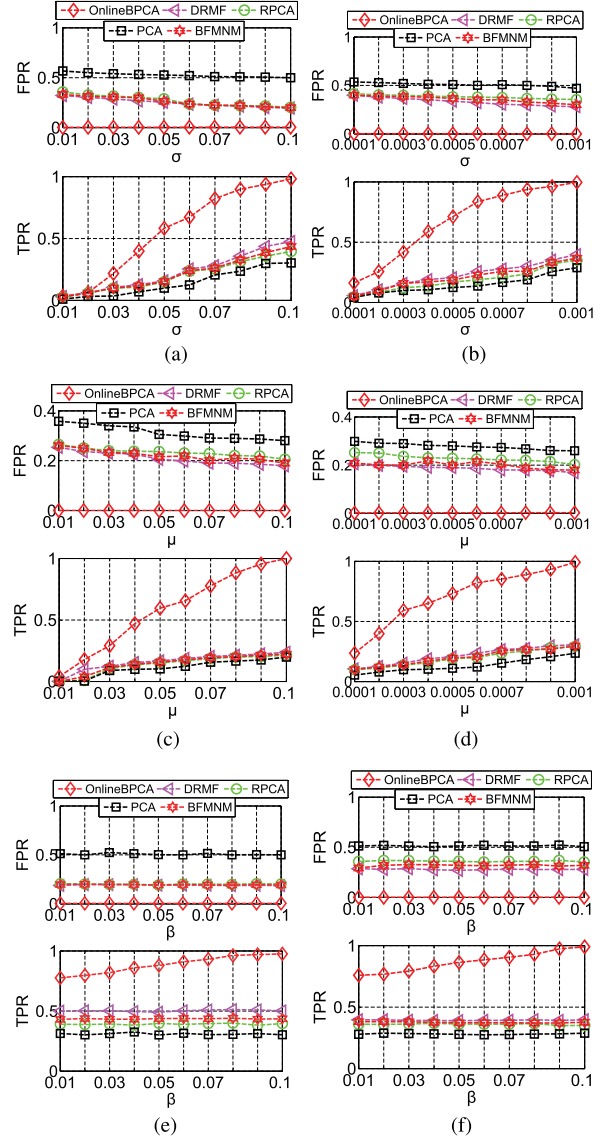 OnlineBPCA DRMF RPCA
PCA BFMNM
FPR
1
0.5
0
0.01 0.03 0.05 0.07 0.1
σ
TPR
1
0.5
0
0.01 0.03 0.05 0.07 0.1
σ
(a)
OnlineBPCA DRMF RPCA
PCA BFMNM
FPR
1
0.5
0
0.0001 0.0003 0.0005 0.0007 0.001
σ
TPR
1
0.5
0
0.0001 0.0003 0.0005 0.0007 0.001
σ
(b)
OnlineBPCA DRMF RPCA
PCA BFMNM
FPR
0.4
0.2
0
0.01 0.03 0.05 0.07 0.1
μ
TPR
1
0.5
0
0.01 0.03 0.05 0.07 0.1
μ
(c)
OnlineBPCA DRMF RPCA
PCA BFMNM
FPR
0.4
0.2
0
0.0001 0.0003 0.0005 0.0007 0.001
μ
TPR
1
0.5
0
0.0001 0.0003 0.0005 0.0007 0.001
μ
(d)
OnlineBPCA DRMF RPCA
PCA BFMNM
FPR
1
0.5
0
0.01 0.03 0.05 0.07 0.1
β
TPR
1
0.5
0
0.01 0.03 0.05 0.07 0.1
β
(e)
OnlineBPCA DRMF RPCA
PCA BFMNM
FPR
1
0.5
0
0.01 0.03 0.05 0.07 0.1
β
TPR
1
0.5
0
0.01 0.03 0.05 0.07 0.1
β
(f)